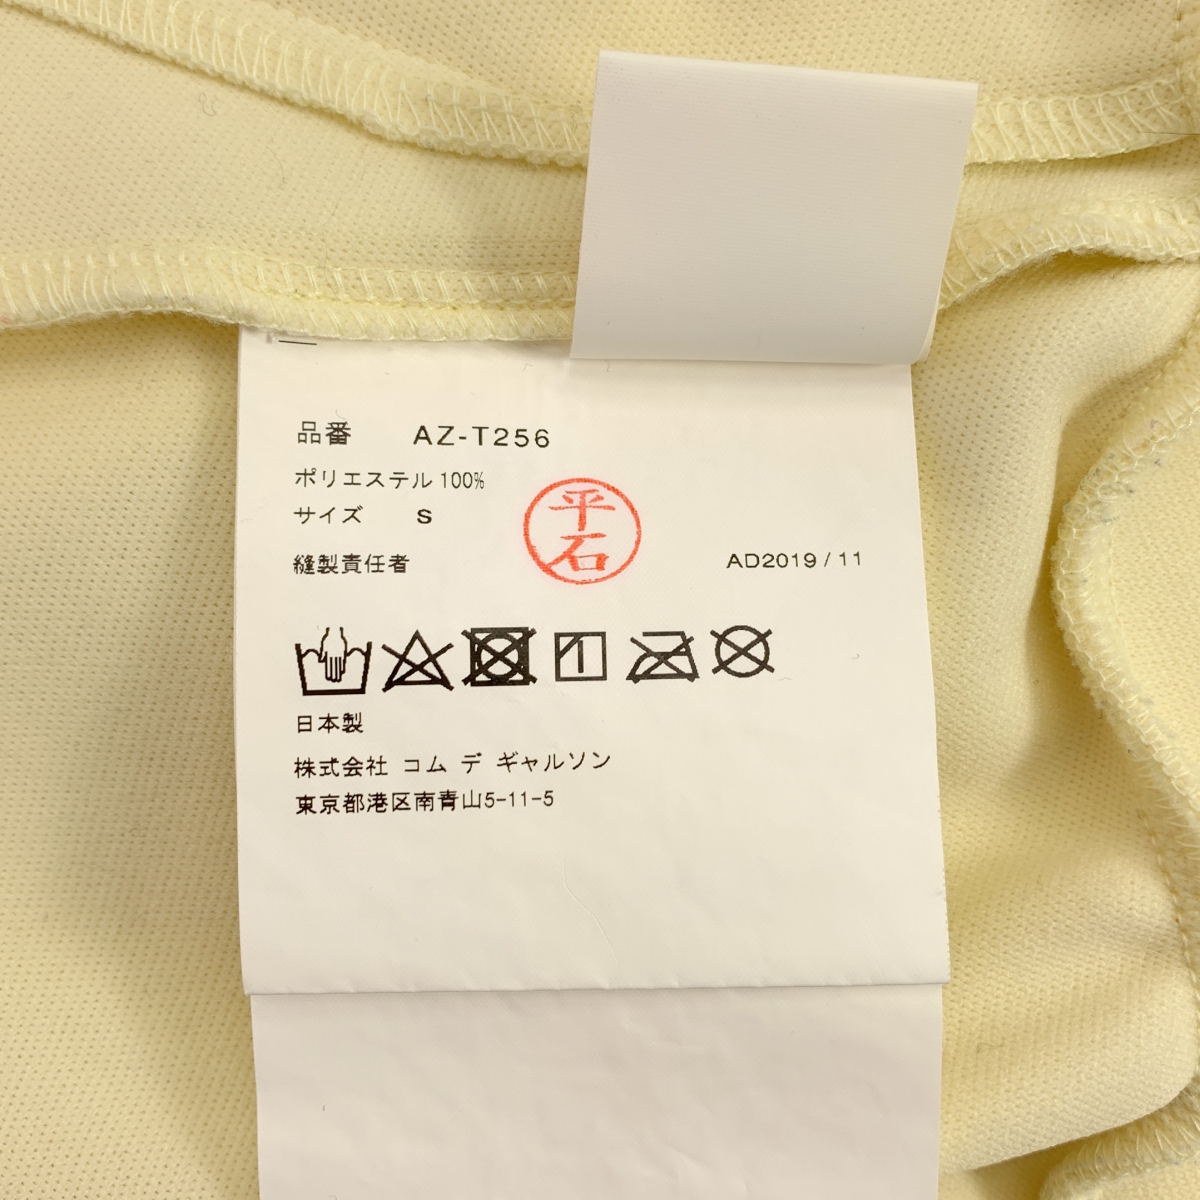 品番 AZ-T256
ポリエステル 100%
サイズ S
平石
縫製責任者
AD2019 / 11
日本製
株式会社 コム デ ギャルソン
東京都港区南青山5-11-5